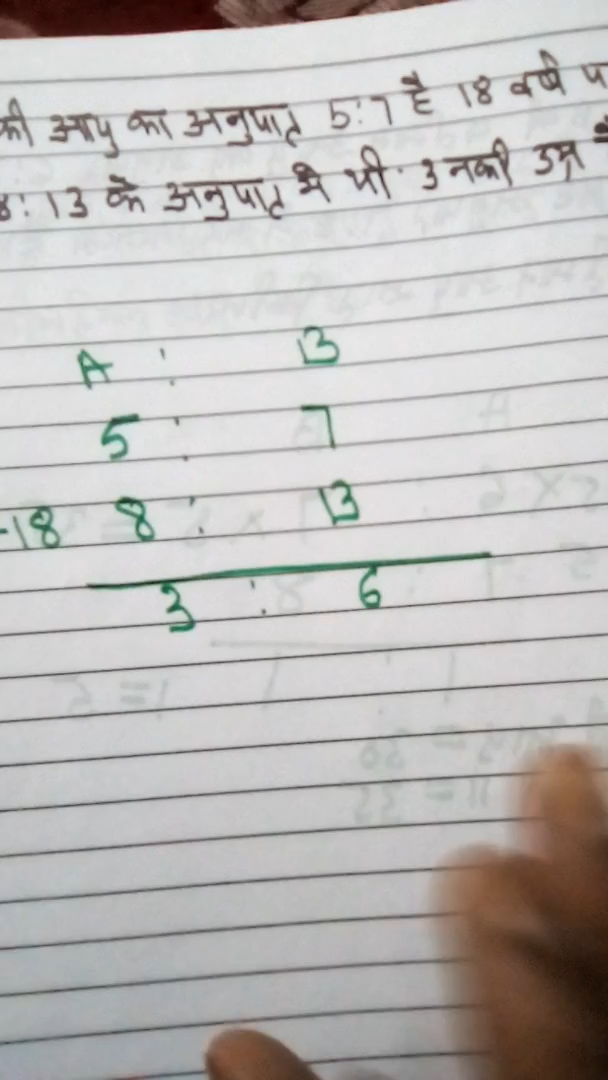 की आयु का अनुपात 5:7 है 18 वर्ष प
8:13 के अनुपात मे थी. उनकी उम्र
A : B
5 : 7
-18 8 : 13
3 : 6